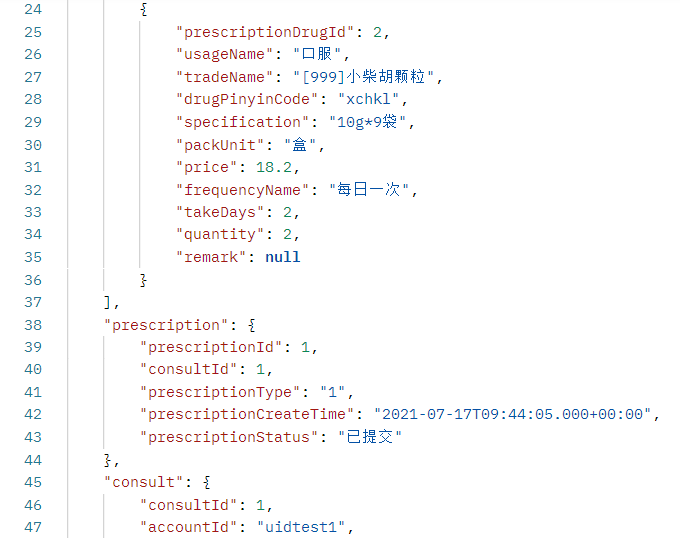 24 {
25 "prescriptionDrugId": 2,
26 "usageName": "口服",
27 "tradeName": "[999]小柴胡颗粒",
28 "drugPinyinCode": "xchkl",
29 "specification": "10g*9袋",
30 "packUnit": "盒",
31 "price": 18.2,
32 "frequencyName": "每日一次",
33 "takeDays": 2,
34 "quantity": 2,
35 "remark": null
36 }
37 ],
38 "prescription": {
39 "prescriptionId": 1,
40 "consultId": 1,
41 "prescriptionType": "1",
42 "prescriptionCreateTime": "2021-07-17T09:44:05.000+00:00",
43 "prescriptionStatus": "已提交"
44 },
45 "consult": {
46 "consultId": 1,
47 "accountId": "uidtest1",